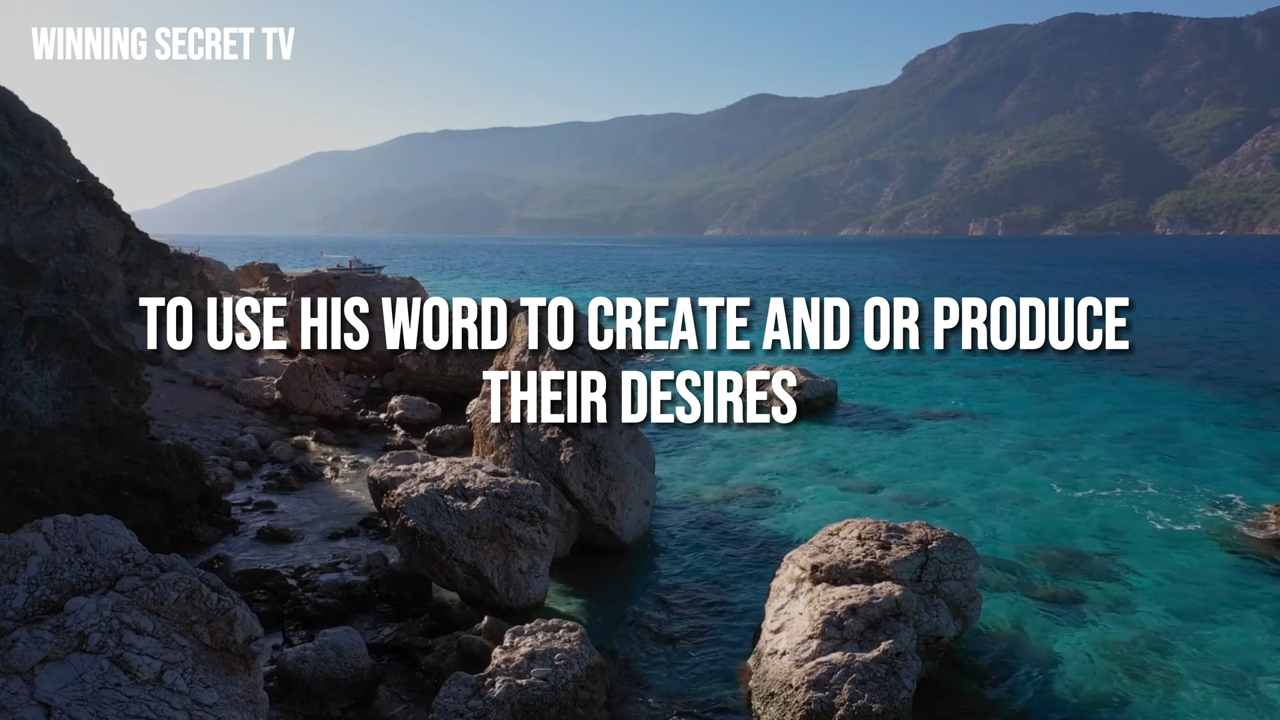 WINNING SECRET TV
TO USE HIS WORD TO CREATE AND OR PRODUCE
THEIR DESIRES